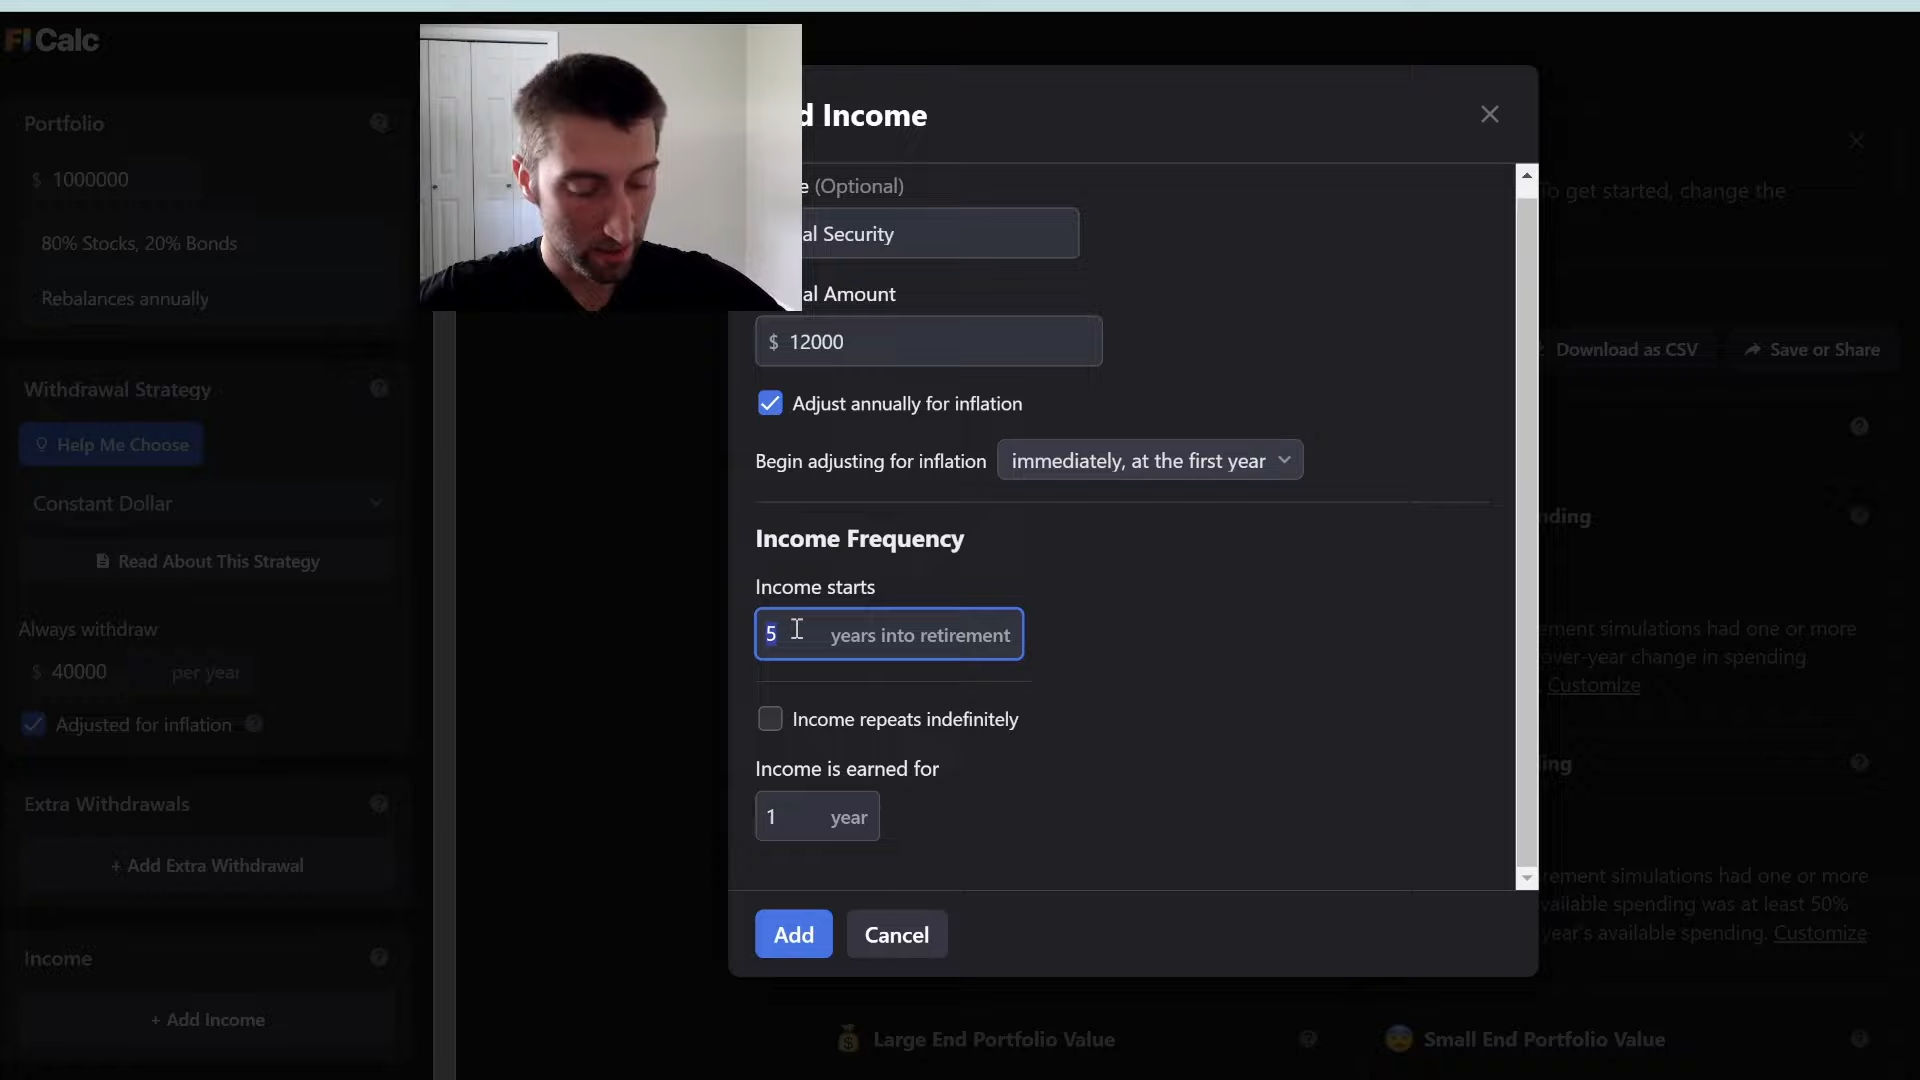 FI Calc
Portfolio
$ 1000000
80% Stocks, 20% Bonds
Rebalances annually
Withdrawal Strategy
Help Me Choose
Constant Dollar
Read About This Strategy
Always withdraw
$ 40000 per year
Adjusted for inflation
Extra Withdrawals
+ Add Extra Withdrawal
Income
+ Add Income
d Income
e (Optional)
al Security
al Amount
$ 12000
Adjust annually for inflation
Begin adjusting for inflation immediately, at the first year
Income Frequency
Income starts
5 years into retirement
Income repeats indefinitely
Income is earned for
1 year
Add Cancel
To get started, change the
Download as CSV Save or Share
nding
ement simulations had one or more
over-year change in spending
Customize
ing
rement simulations had one or more
vailable spending was at least 50%
year's available spending. Customize
Large End Portfolio Value
Small End Portfolio Value